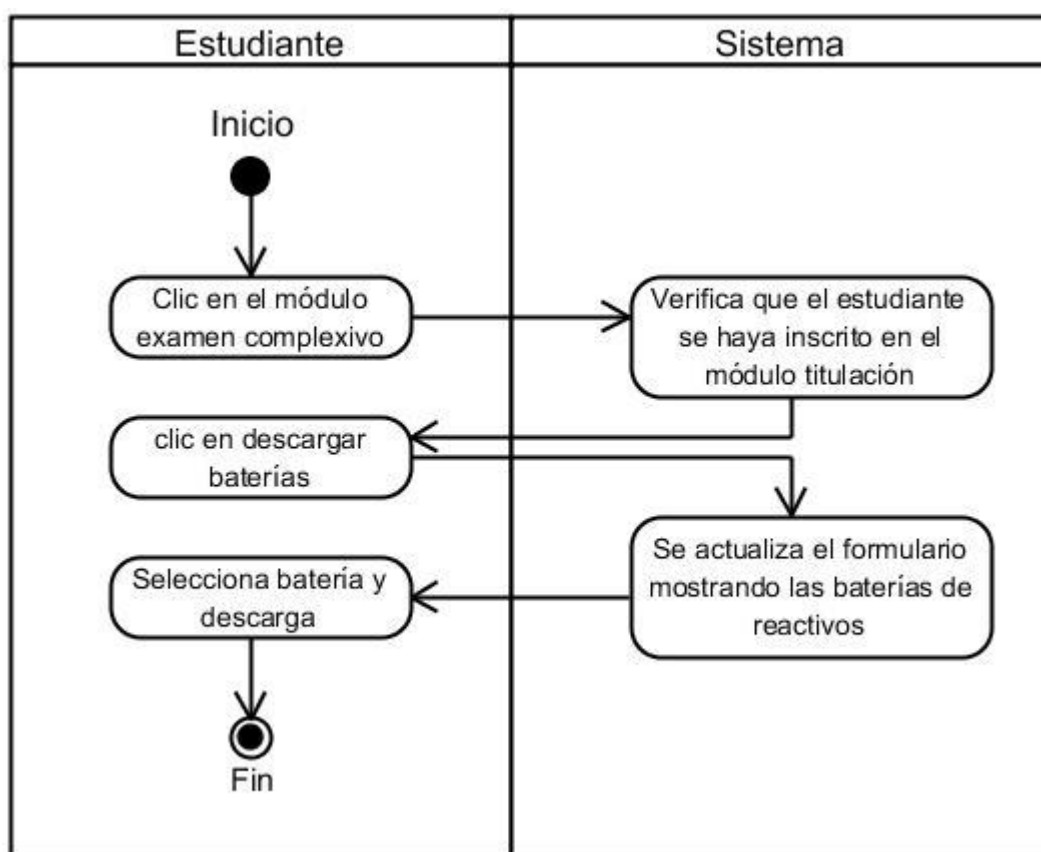 Estudiante
Sistema
Inicio
Clic en el módulo
examen complexivo
Verifica que el estudiante
se haya inscrito en el
módulo titulación
clic en descargar
baterías
Se actualiza el formulario
mostrando las baterías de
reactivos
Selecciona batería y
descarga
Fin